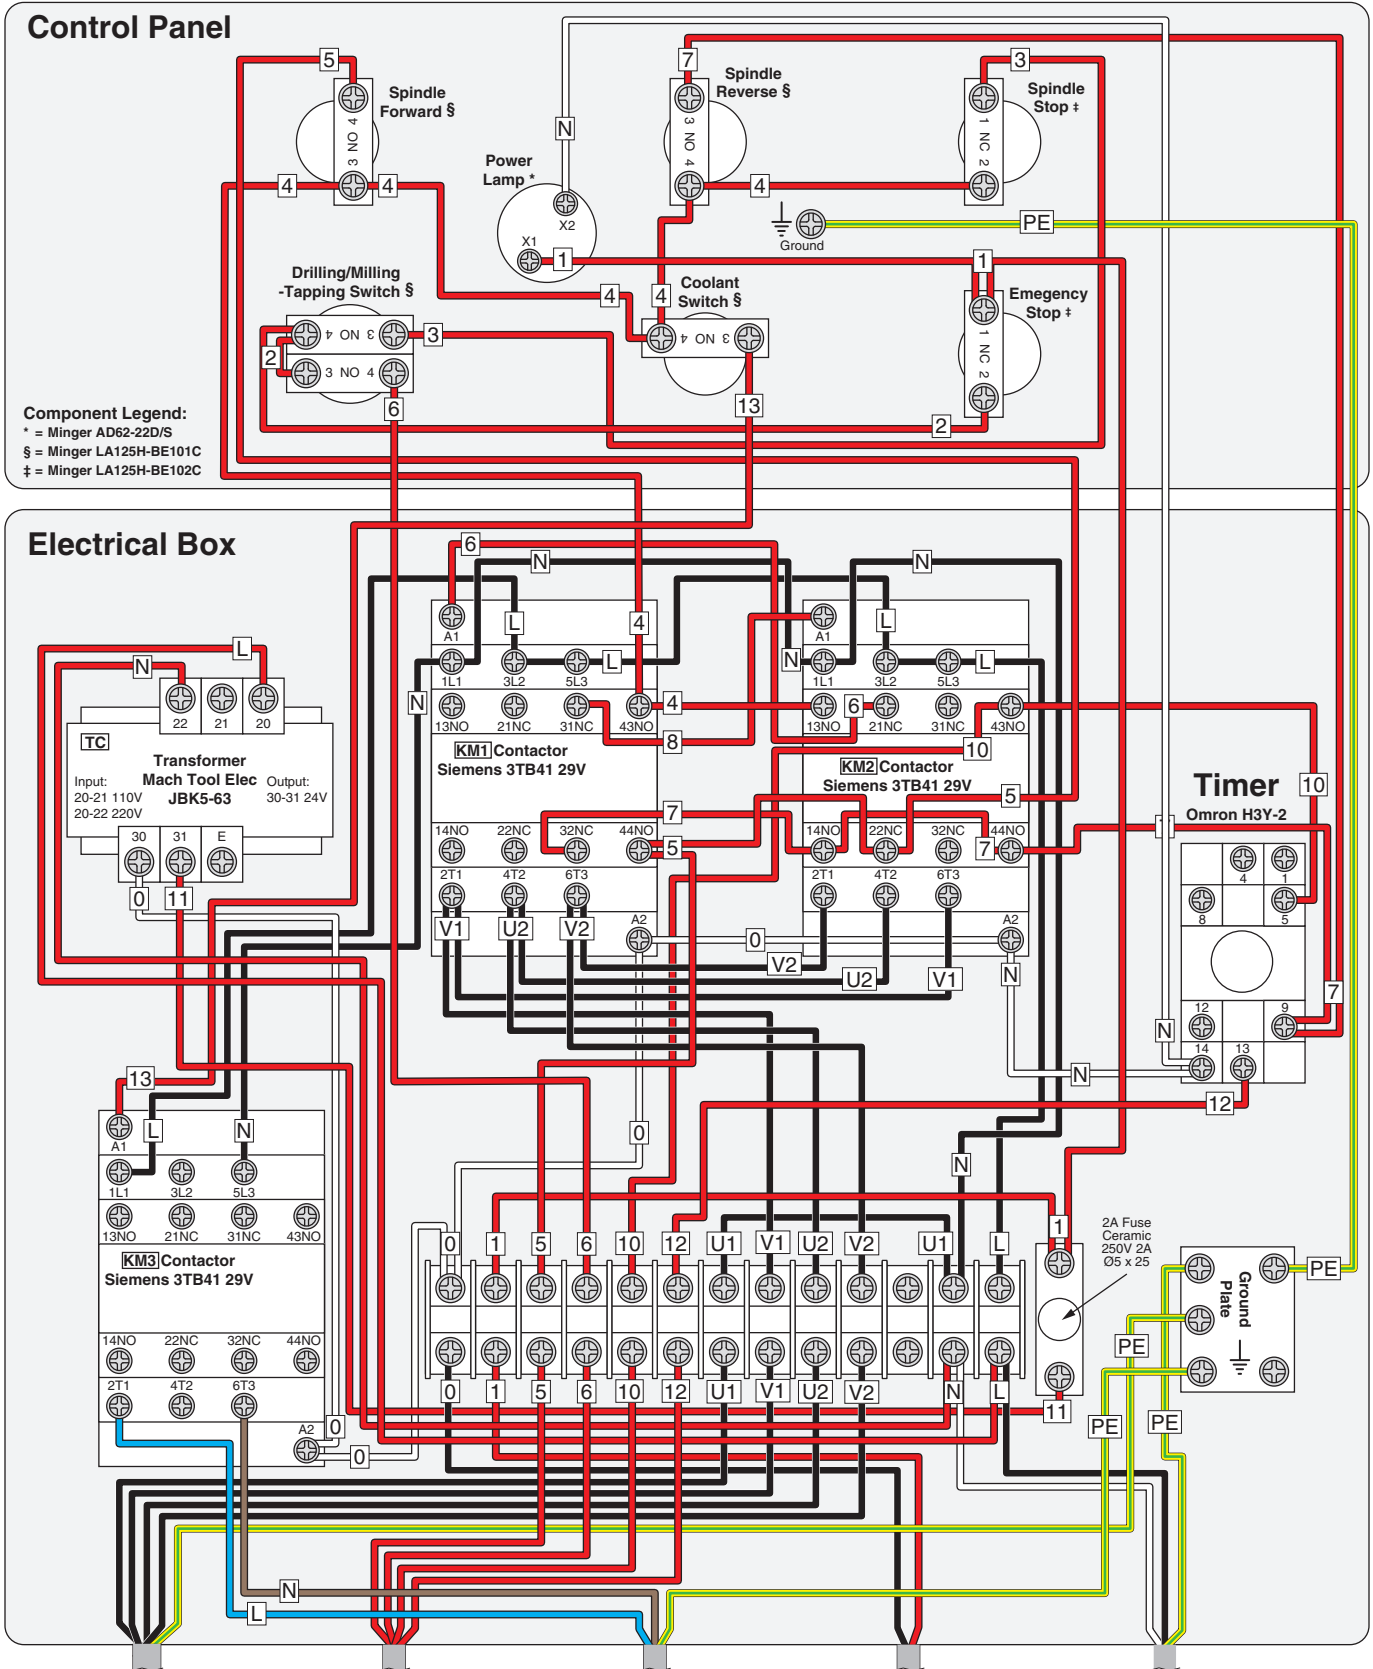 Control Panel
5
Spindle
Forward §
3 NO 4
4
4
N
Power
Lamp *
X2
X1
1
7
Spindle
Reverse §
3 NO 4
4
3
Spindle
Stop ‡
1 NC 2
Ground
PE
Drilling/Milling
-Tapping Switch §
4 NO 3
3 NO 4
2
3
6
4
4
Coolant
Switch §
4 NO 3
13
1
Emegency
Stop ‡
1 NC 2
2
Component Legend:
* = Minger AD62-22D/S
§ = Minger LA125H-BE101C
‡ = Minger LA125H-BE102C
Electrical Box
6
N
N
A1
L
4
A1
L
1L1
3L2
5L3
L
N
1L1
3L2
5L3
L
N
L
N
22
21
20
13NO
21NC
31NC
43NO
4
13NO
6
21NC
31NC
43NO
8
10
KM1 Contactor
Siemens 3TB41 29V
KM2 Contactor
Siemens 3TB41 29V
TC
Transformer
Mach Tool Elec
JBK5-63
Input:
20-21 110V
20-22 220V
Output:
30-31 24V
30
31
E
0
11
5
7
14NO
22NC
32NC
44NO
5
14NO
22NC
32NC
44NO
7
2T1
4T2
6T3
2T1
4T2
6T3
V1
U2
V2
A2
0
A2
V2
U2
V1
N
Timer
Omron H3Y-2
10
4
1
8
5
12
9
7
14
13
N
N
12
13
A1
L
N
1L1
3L2
5L3
13NO
21NC
31NC
43NO
KM3 Contactor
Siemens 3TB41 29V
14NO
22NC
32NC
44NO
2T1
4T2
6T3
A2
0
0
0
N
0
1
5
6
10
12
U1
V1
U2
V2
U1
L
1
2A Fuse
Ceramic
250V 2A
Ø5 x 25
Ground
Plate
PE
PE
PE
PE
0
1
5
6
10
12
U1
V1
U2
V2
N
L
11
N
L